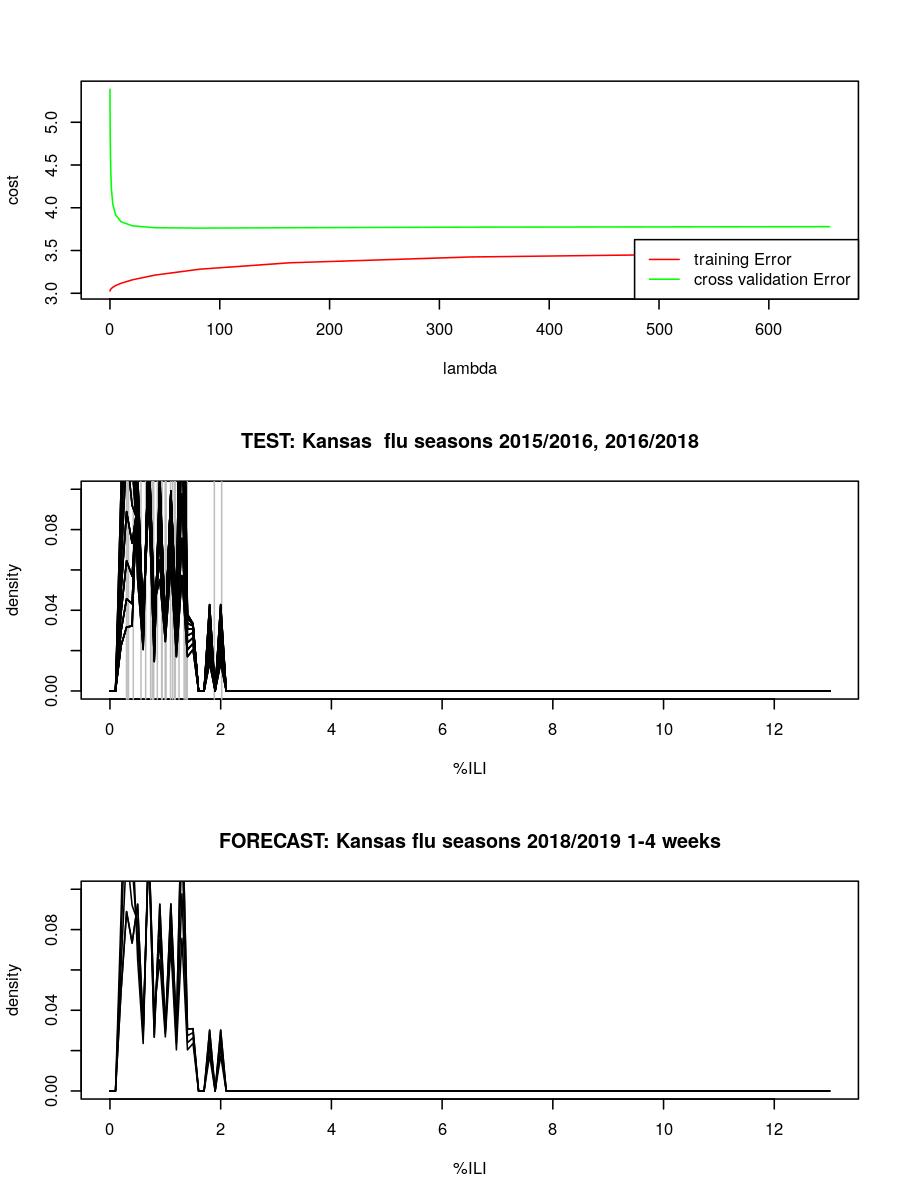 cost
5.0
4.5
4.0
3.5
3.0
training Error
cross validation Error
0 100 200 300 400 500 600
lambda
TEST: Kansas  flu seasons 2015/2016, 2016/2018
density
0.08
0.04
0.00
0 2 4 6 8 10 12
%ILI
FORECAST: Kansas flu seasons 2018/2019 1-4 weeks
density
0.08
0.04
0.00
0 2 4 6 8 10 12
%ILI